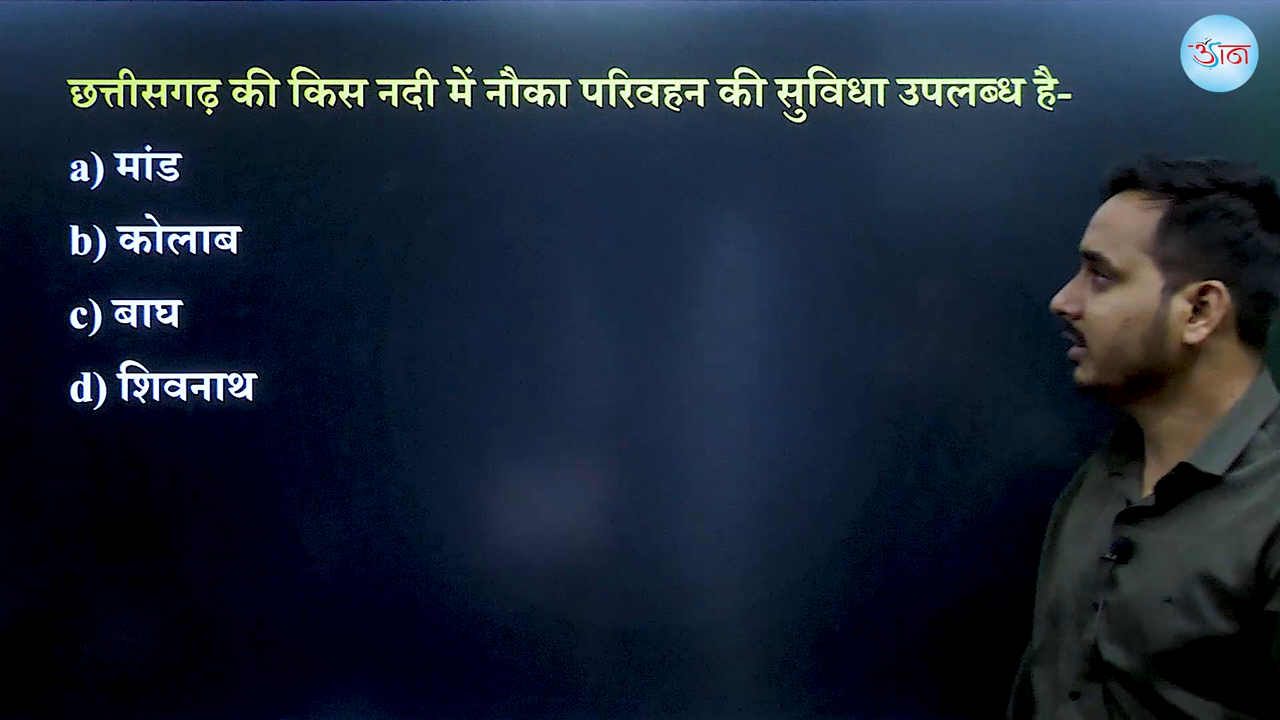 छत्तीसगढ़ की किस नदी में नौका परिवहन की सुविधा उपलब्ध है-
a) मांड
b) कोलाब
c) बाघ
d) शिवनाथ